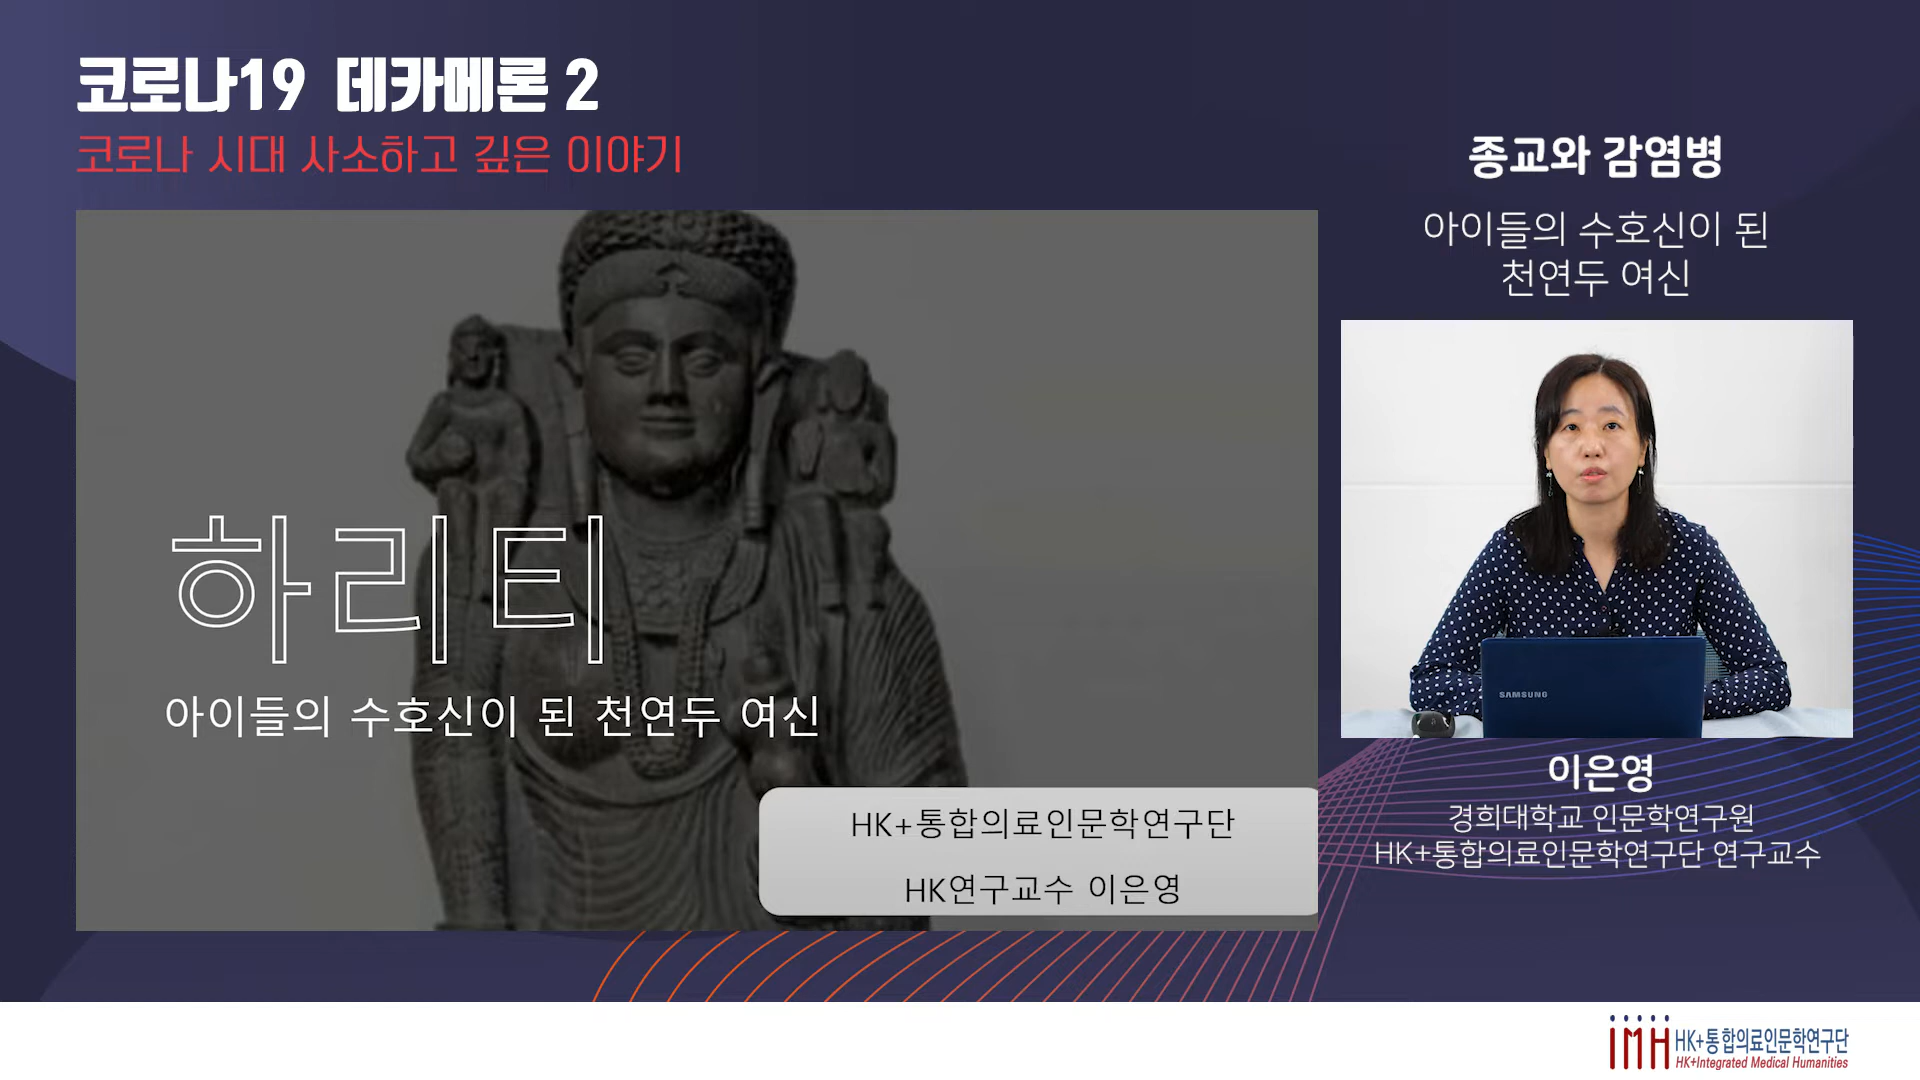 코로나19 데카메론 2
코로나 시대 사소하고 깊은 이야기
종교와 감염병
아이들의 수호신이 된
천연두 여신
하리티
아이들의 수호신이 된 천연두 여신
HK+통합의료인문학연구단
HK연구교수 이은영
SAMSUNG
이은영
경희대학교 인문학연구원
HK+통합의료인문학연구단 연구교수
IMH HK+통합의료인문학연구단
HK+Integrated Medical Humanities